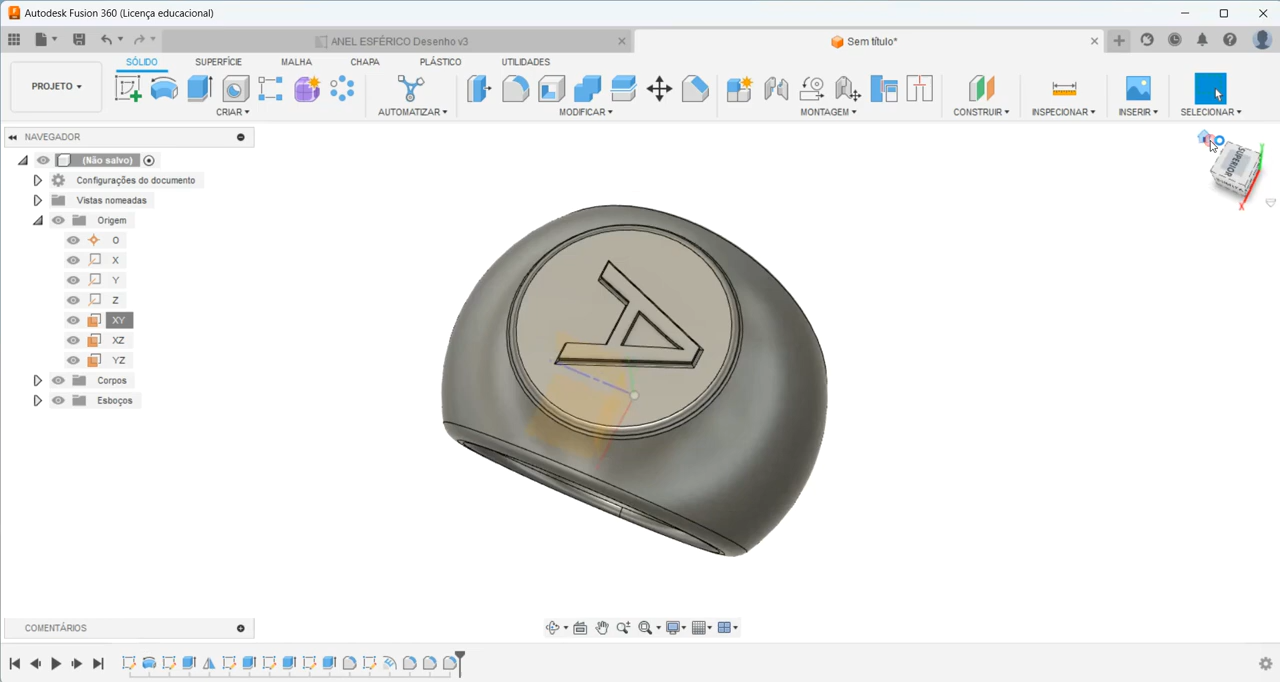 Autodesk Fusion 360 (Licença educacional)
ANEL ESFÉRICO Desenho v3
Sem título*
PROJETO
SÓLIDO SUPERFÍCIE MALHA CHAPA PLÁSTICO UTILIDADES
CRIAR AUTOMATIZAR MODIFICAR MONTAGEM CONSTRUIR INSPECIONAR INSERIR SELECIONAR
NAVEGADOR
(Não salvo)
Configurações do documento
Vistas nomeadas
Origem
O
X
Y
Z
XY
XZ
YZ
Corpos
Esboços
SUPERIOR
X
A
COMENTÁRIOS